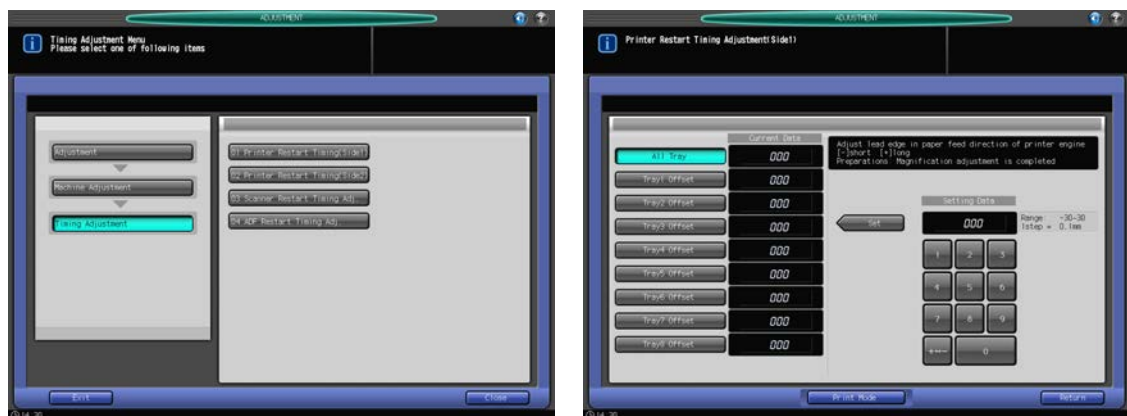 ADJUSTMENT
Timing Adjustment Menu
Please select one of following items
Adjustment
Machine Adjustment
Timing Adjustment
01 Printer Restart Timing(Side1)
02 Printer Restart Timing(Side2)
03 Scanner Restart Timing Adj.
04 ADF Restart Timing Adj.
Exit
Close
14:30
ADJUSTMENT
Printer Restart Timing Adjustment(Side1)
Current Data
All Tray 000
Tray1 Offset 000
Tray2 Offset 000
Tray3 Offset 000
Tray4 Offset 000
Tray5 Offset 000
Tray6 Offset 000
Tray7 Offset 000
Tray8 Offset 000
Adjust lead edge in paper feed direction of printer engine
[-]short [+]long
Preparations: Magnification adjustment is completed
Setting Data
Set
000
Range -30-30
1step = 0.1mm
1 2 3
4 5 6
7 8 9
0
Print Mode
Return
14:30